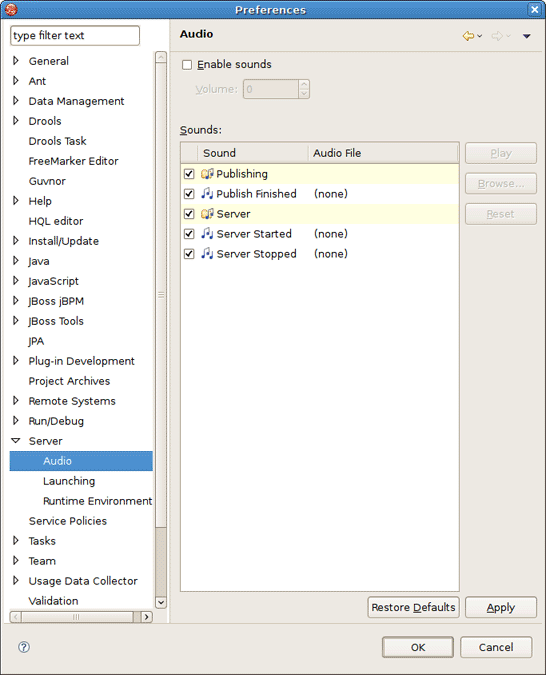 Preferences
type filter text
Audio
General
Ant
Data Management
Drools
Drools Task
FreeMarker Editor
Guvnor
Help
HQL editor
Install/Update
Java
JavaScript
JBoss jBPM
JBoss Tools
JPA
Plug-in Development
Project Archives
Remote Systems
Run/Debug
Server
Audio
Launching
Runtime Environment
Service Policies
Tasks
Team
Usage Data Collector
Validation
Enable sounds
Volume: 0
Sounds:
Sound Audio File
Publishing
Publish Finished (none)
Server
Server Started (none)
Server Stopped (none)
Play
Browse...
Reset
Restore Defaults Apply
? OK Cancel